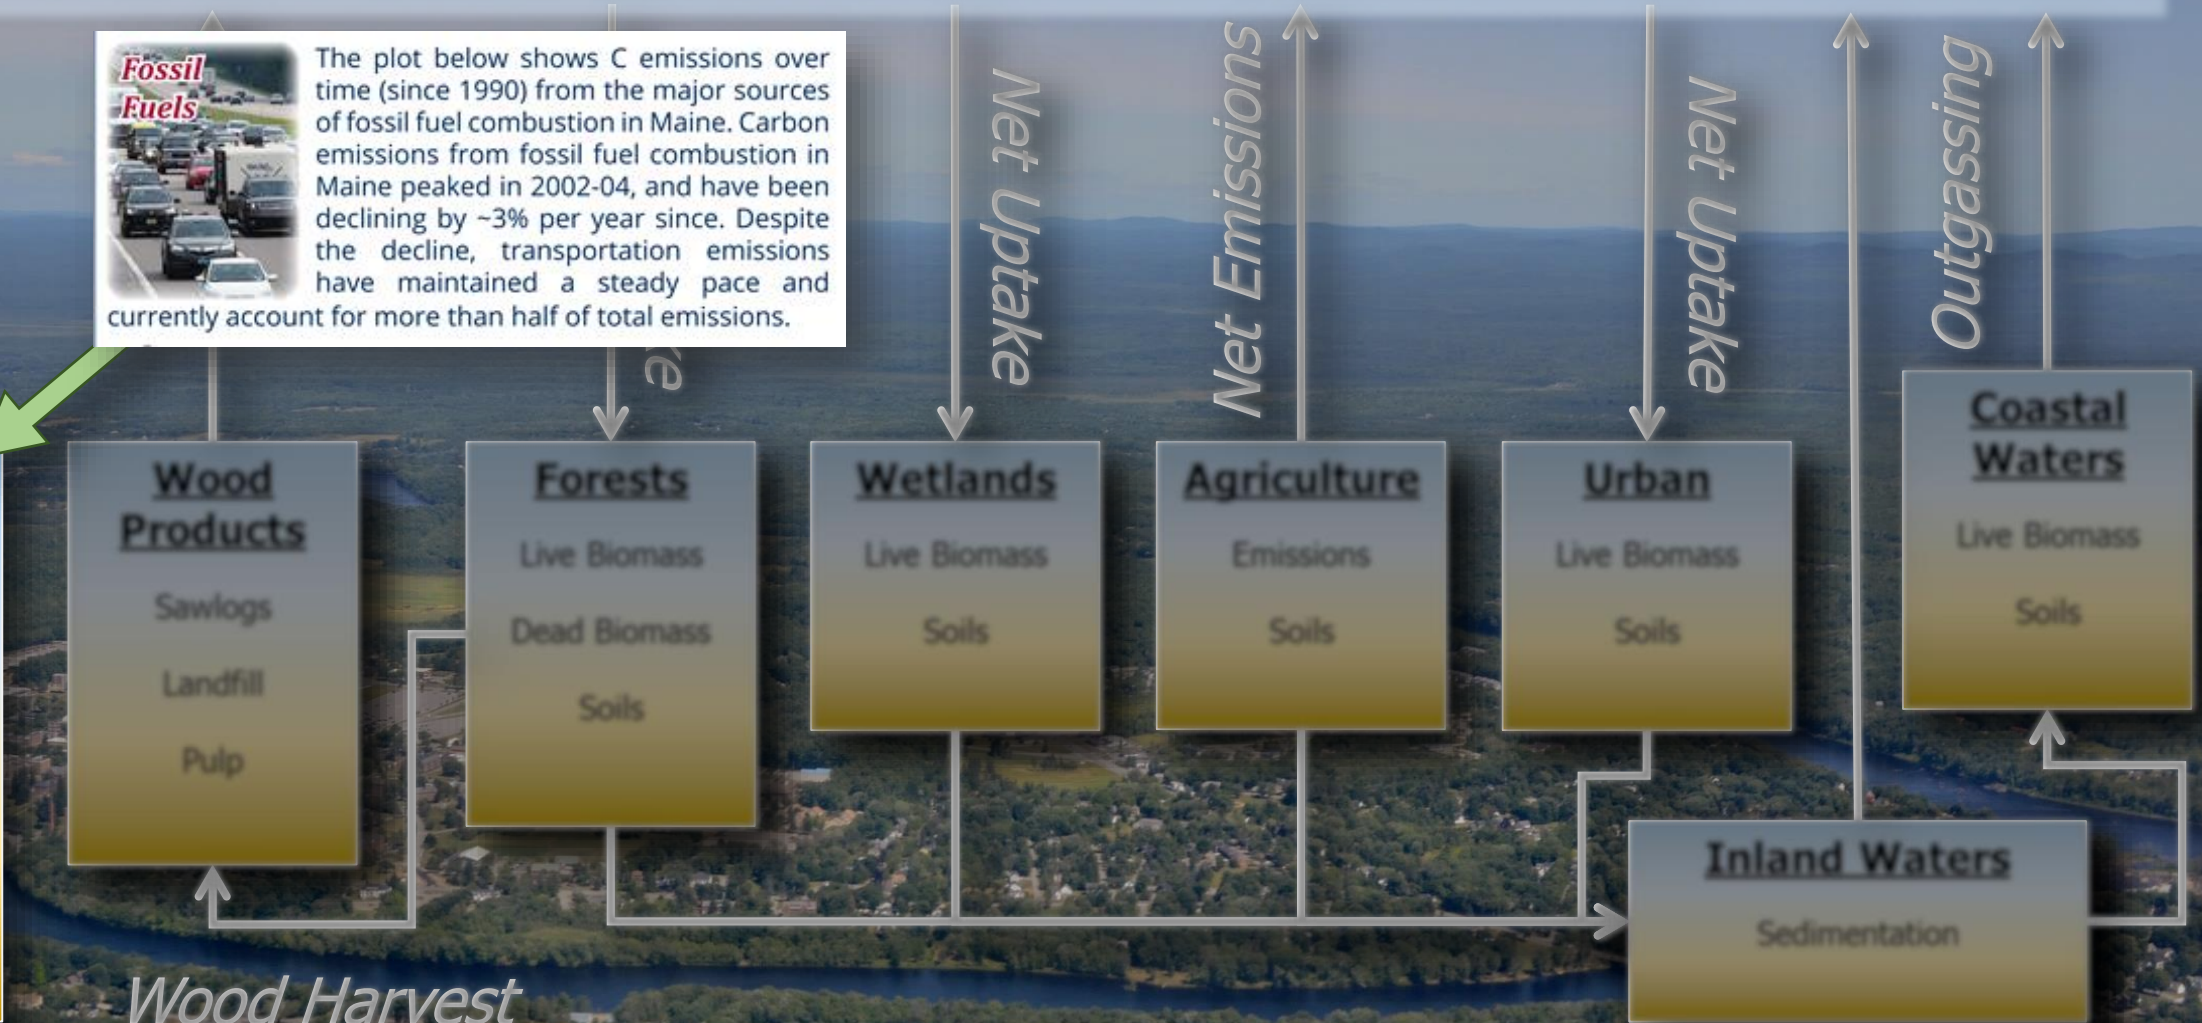 Fossil
Fuels
The plot below shows C emissions over
time (since 1990) from the major sources
of fossil fuel combustion in Maine. Carbon
emissions from fossil fuel combustion in
Maine peaked in 2002-04, and have been
declining by ~3% per year since. Despite
the decline, transportation emissions
have maintained a steady pace and
currently account for more than half of total emissions.
Net Uptake
Net Emissions
Net Uptake
Outgassing
Wood
Products
Sawlogs
Landfill
Pulp
Forests
Live Biomass
Dead Biomass
Soils
Wetlands
Live Biomass
Soils
Agriculture
Emissions
Soils
Urban
Live Biomass
Soils
Coastal
Waters
Live Biomass
Soils
Inland Waters
Sedimentation
Wood Harvest